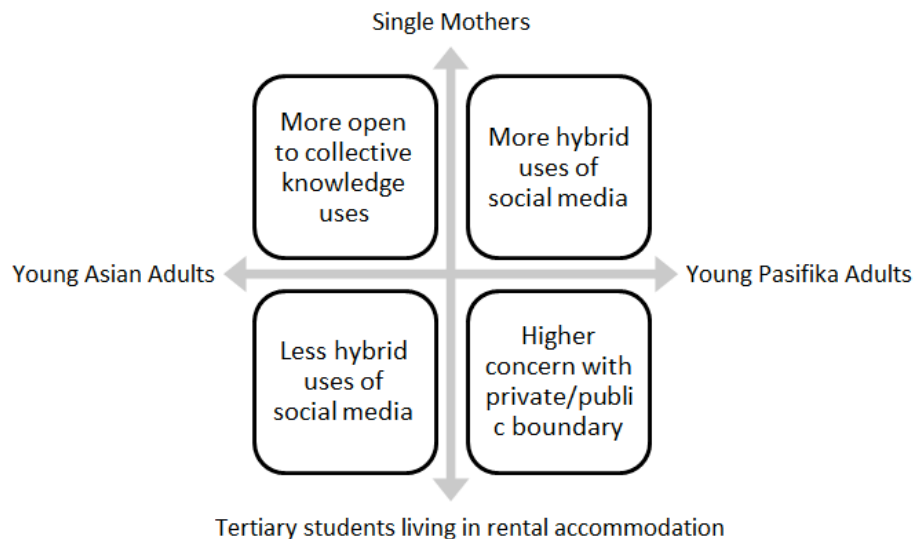 Single Mothers
More open
to collective
knowledge
uses
More hybrid
uses of
social media
Young Asian Adults
Young Pasifika Adults
Less hybrid
uses of
social media
Higher
concern with
private/publi
c boundary
Tertiary students living in rental accommodation